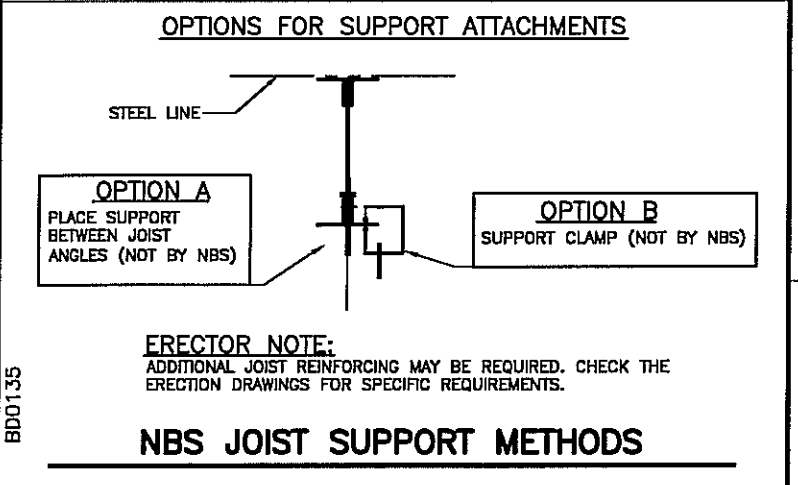 OPTIONS FOR SUPPORT ATTACHMENTS
STEEL LINE
OPTION A
PLACE SUPPORT
BETWEEN JOIST
ANGLES (NOT BY NBS)
OPTION B
SUPPORT CLAMP (NOT BY NBS)
ERECTOR NOTE:
ADDITIONAL JOIST REINFORCING MAY BE REQUIRED. CHECK THE
ERECTION DRAWINGS FOR SPECIFIC REQUIREMENTS.
BD0135
NBS JOIST SUPPORT METHODS